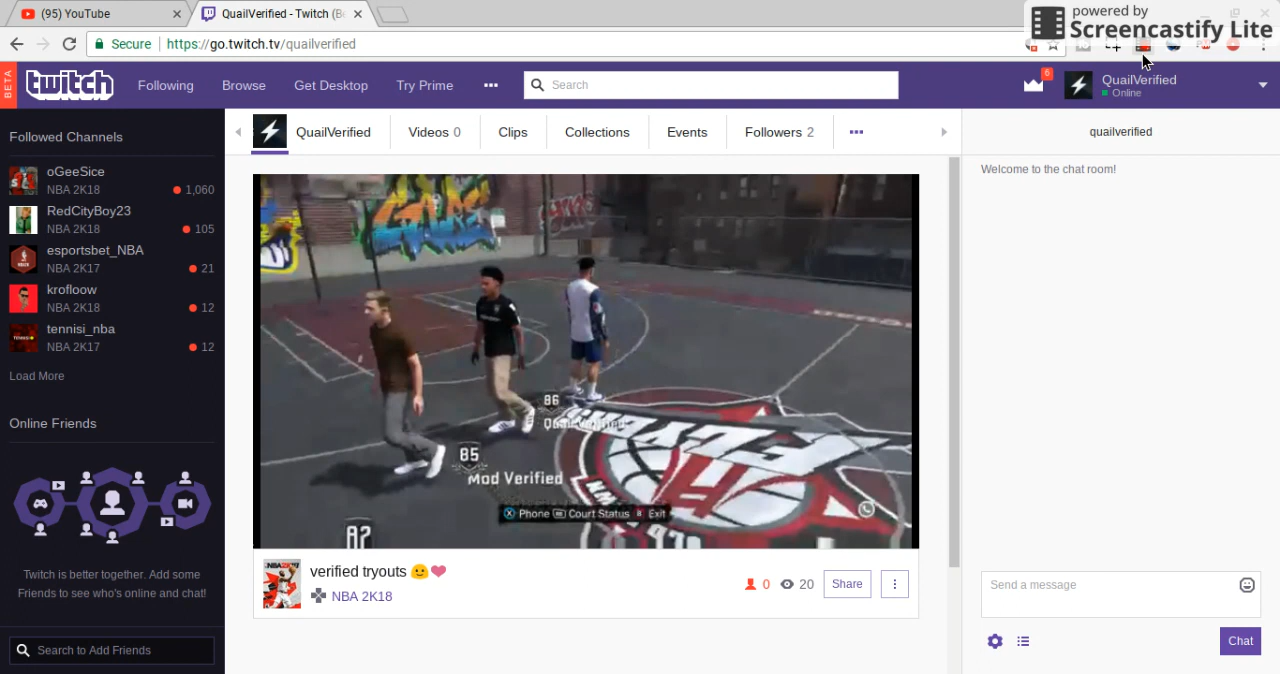 (95) YouTube
QuailVerified - Twitch (Be
powered by
Screencastify Lite
Secure
https://go.twitch.tv/quailverified
BETA
twitch
Following
Browse
Get Desktop
Try Prime
Search
6
QuailVerified
Online
Followed Channels
oGeeSice
NBA 2K18
1,060
RedCityBoy23
NBA 2K18
105
esportsbet_NBA
NBA 2K17
21
krofloow
NBA 2K18
12
tennisi_nba
NBA 2K17
12
Load More
Online Friends
Twitch is better together. Add some
Friends to see who's online and chat!
Search to Add Friends
QuailVerified
Videos 0
Clips
Collections
Events
Followers 2
86
QuailVerified
85
Mod Verified
X Phone Court Status B Exit
82
verified tryouts
NBA 2K18
0
20
Share
quailverified
Welcome to the chat room!
Send a message
Chat